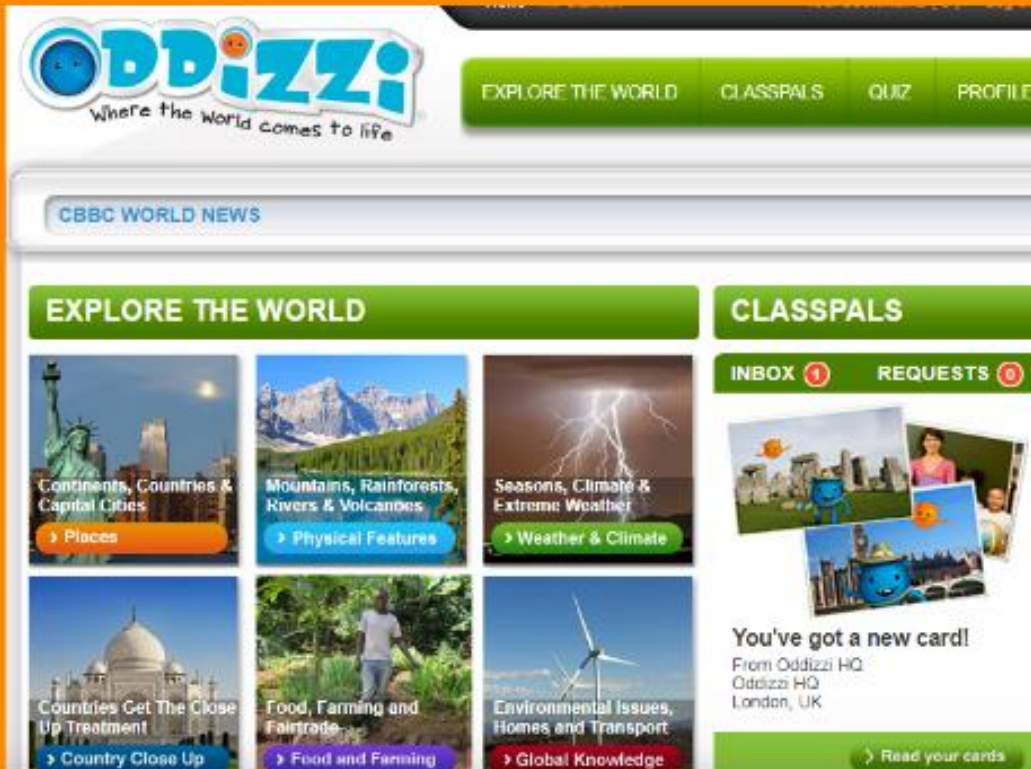 Home
ODDiZZi
Where the World comes to life
EXPLORE THE WORLD
CLASSPALS
QUIZ
PROFILE
CBBC WORLD NEWS
EXPLORE THE WORLD
Continents, Countries &
Capital Cities
> Places
Mountains, Rainforests,
Rivers & Volcanoes
> Physical Features
Seasons, Climate &
Extreme Weather
> Weather & Climate
Countries Get The Close
Up Treatment
> Country Close Up
Food, Farming and
Fairtrade
> Food and Farming
Environmental Issues,
Homes and Transport
> Global Knowledge
CLASSPALS
INBOX 1
REQUESTS 0
You've got a new card!
From Oddizzi HQ
Oddizzi HQ
London, UK
> Read your cards